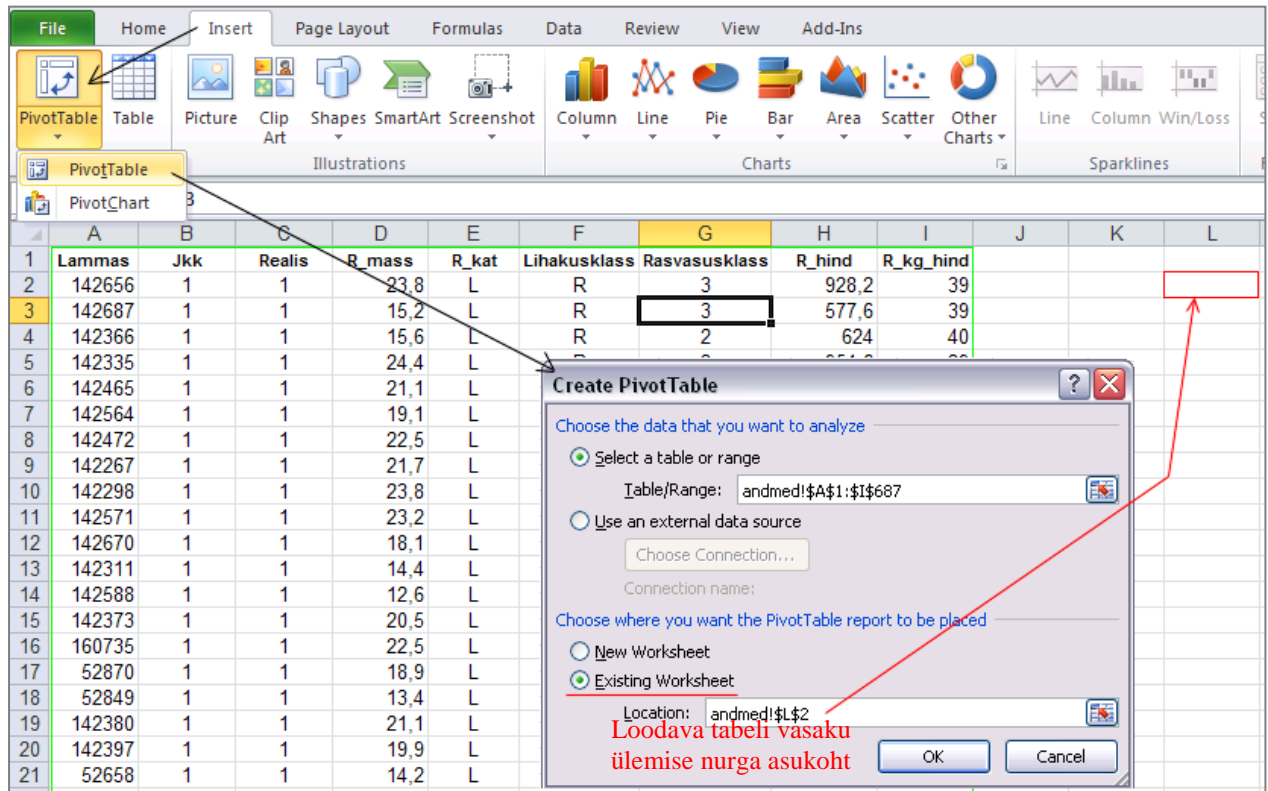 File Home Insert Page Layout Formulas Data Review View Add-Ins
PivotTable Table Picture Clip Art Shapes SmartArt Screenshot Column Line Pie Bar Area Scatter Other Charts Line Column Win/Loss
Illustrations Charts Sparklines
PivotTable
PivotChart
A B C D E F G H I J K L
1 Lammas Jkk Realis R_mass R_kat Lihakusklass Rasvasusklass R_hind R_kg_hind
2 142656 1 1 23,8 L R 3 928,2 39
3 142687 1 1 15,2 L R 3 577,6 39
4 142366 1 1 15,6 L R 2 624 40
5 142335 1 1 24,4 L
6 142465 1 1 21,1 L
7 142564 1 1 19,1 L
8 142472 1 1 22,5 L
9 142267 1 1 21,7 L
10 142298 1 1 23,8 L
11 142571 1 1 23,2 L
12 142670 1 1 18,1 L
13 142311 1 1 14,4 L
14 142588 1 1 12,6 L
15 142373 1 1 20,5 L
16 160735 1 1 22,5 L
17 52870 1 1 18,9 L
18 52849 1 1 13,4 L
19 142380 1 1 21,1 L
20 142397 1 1 19,9 L
21 52658 1 1 14,2 L
Create PivotTable
Choose the data that you want to analyze
Select a table or range
Table/Range: andmed!$A$1:$I$687
Use an external data source
Choose Connection...
Connection name:
Choose where you want the PivotTable report to be placed
New Worksheet
Existing Worksheet
Location: andmed!$L$2
Loodava tabeli vasaku
ülemise nurga asukoht
OK Cancel